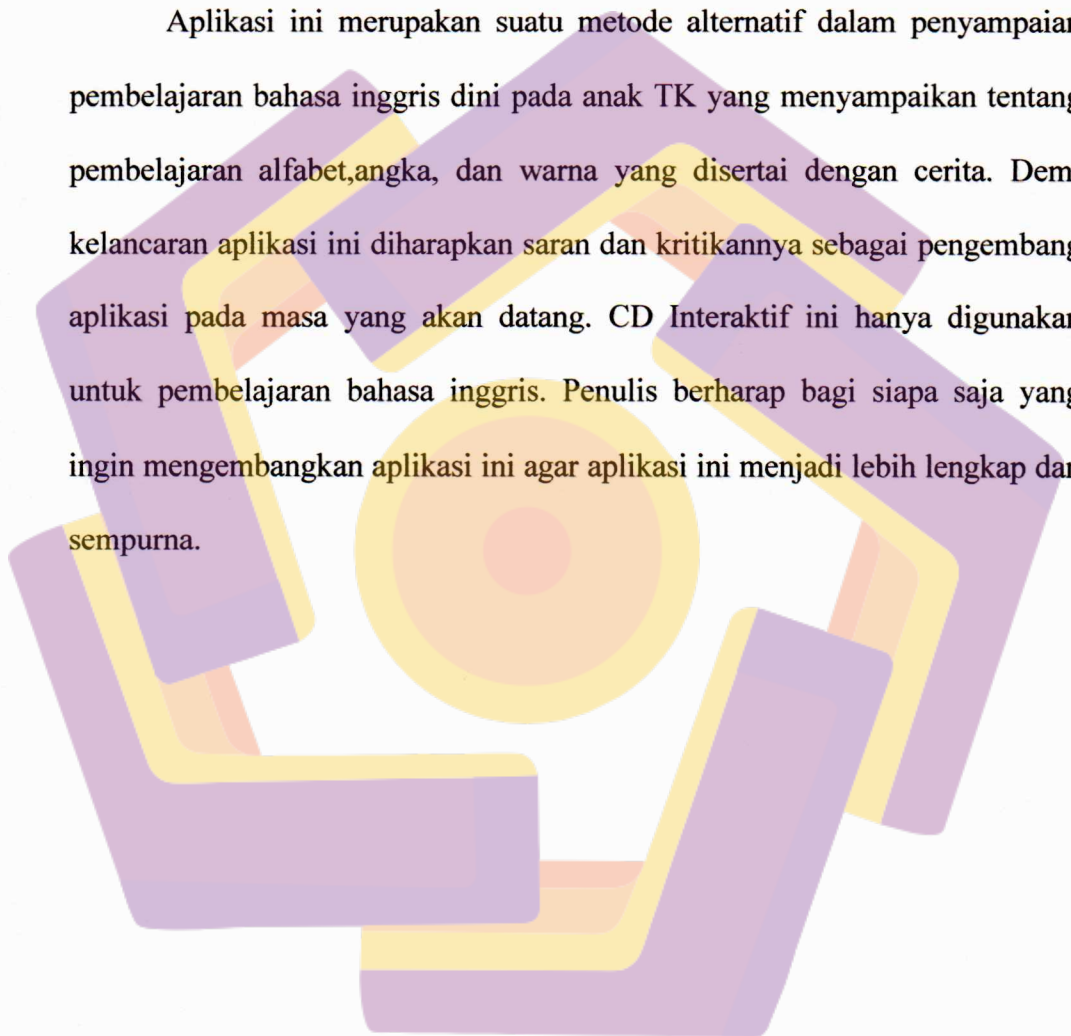 Aplikasi ini merupakan suatu metode alternatif dalam penyampaian
pembelajaran bahasa inggris dini pada anak TK yang menyampaikan tentang
pembelajaran alfabet,angka, dan warna yang disertai dengan cerita. Demi
kelancaran aplikasi ini diharapkan saran dan kritikannya sebagai pengembang
aplikasi pada masa yang akan datang. CD Interaktif ini hanya digunakan
untuk pembelajaran bahasa inggris. Penulis berharap bagi siapa saja yang
ingin mengembangkan aplikasi ini agar aplikasi ini menjadi lebih lengkap dan
sempurna.